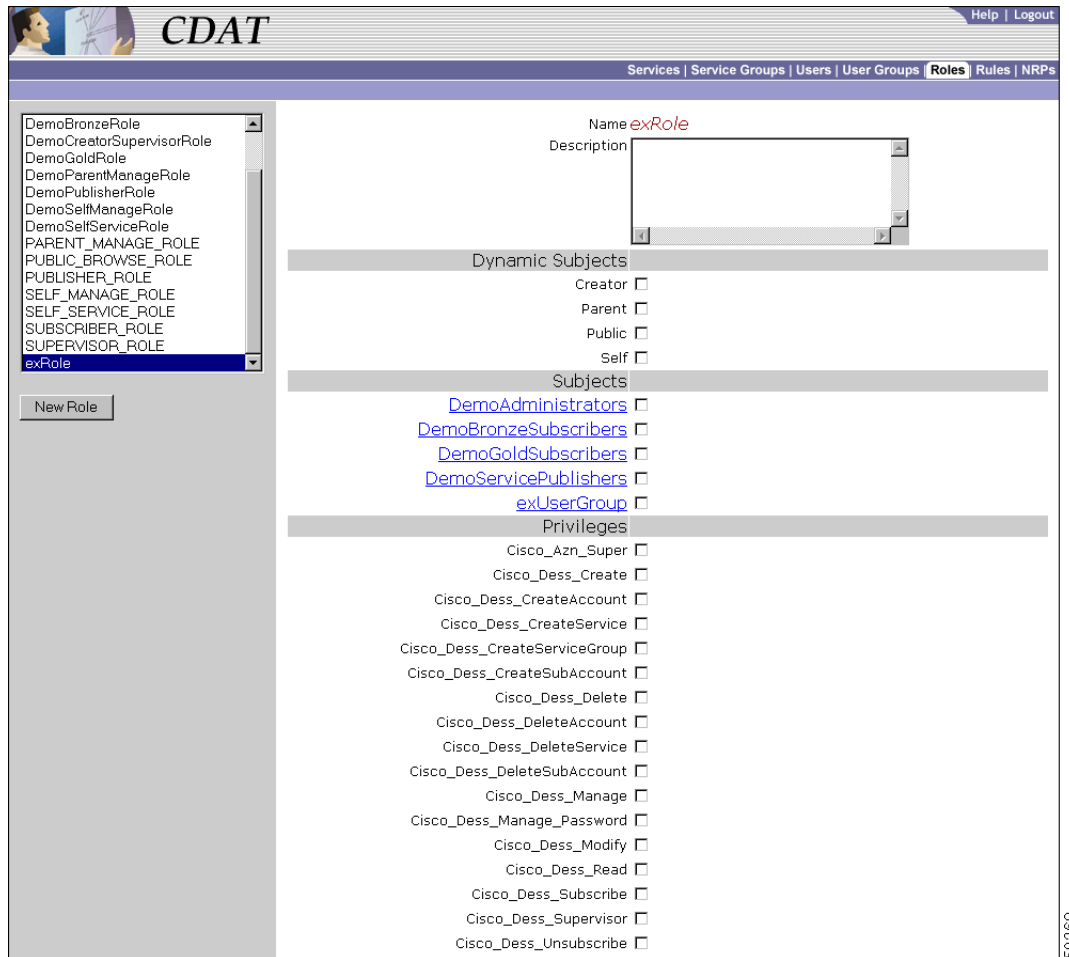 CDAT
Help | Logout
Services | Service Groups | Users | User Groups | Roles | Rules | NRPs
DemoBronzeRole
DemoCreatorSupervisorRole
DemoGoldRole
DemoParentManageRole
DemoPublisherRole
DemoSelfManageRole
DemoSelfServiceRole
PARENT_MANAGE_ROLE
PUBLIC_BROWSE_ROLE
PUBLISHER_ROLE
SELF_MANAGE_ROLE
SELF_SERVICE_ROLE
SUBSCRIBER_ROLE
SUPERVISOR_ROLE
exRole
New Role
Name exRole
Description
Dynamic Subjects
Creator
Parent
Public
Self
Subjects
DemoAdministrators
DemoBronzeSubscribers
DemoGoldSubscribers
DemoServicePublishers
exUserGroup
Privileges
Cisco_Azn_Super
Cisco_Dess_Create
Cisco_Dess_CreateAccount
Cisco_Dess_CreateService
Cisco_Dess_CreateServiceGroup
Cisco_Dess_CreateSubAccount
Cisco_Dess_Delete
Cisco_Dess_DeleteAccount
Cisco_Dess_DeleteService
Cisco_Dess_DeleteSubAccount
Cisco_Dess_Manage
Cisco_Dess_Manage_Password
Cisco_Dess_Modify
Cisco_Dess_Read
Cisco_Dess_Subscribe
Cisco_Dess_Supervisor
Cisco_Dess_Unsubscribe